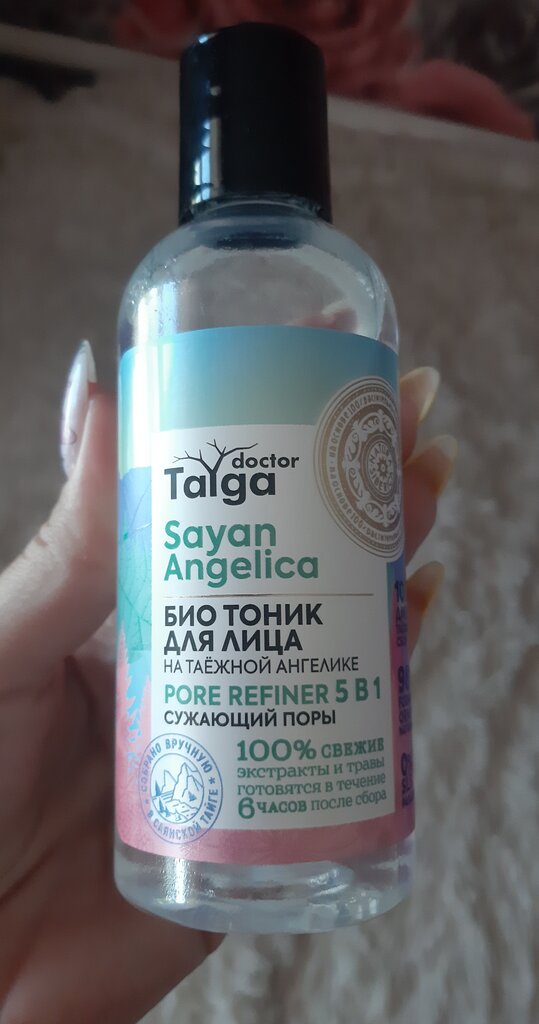 doctor
Taiga
Sayan
Angelica
БИО ТОНИК
ДЛЯ ЛИЦА
НА ТАЁЖНОЙ АНГЕЛИКЕ
PORE REFINER 5 В 1
СУЖАЮЩИЙ ПОРЫ
100% СВЕЖИЕ
экстракты и травы
готовятся в течение
6 ЧАСОВ после сбора
СОБРАНО ВРУЧНУЮ
В САЯНСКОЙ ТАЙГЕ